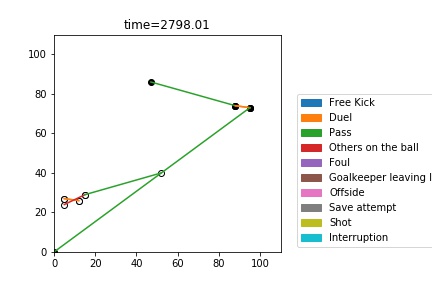 time=2798.01
100
80
60
40
20
0
0 20 40 60 80 100
Free Kick
Duel
Pass
Others on the ball
Foul
Goalkeeper leaving l
Offside
Save attempt
Shot
Interruption